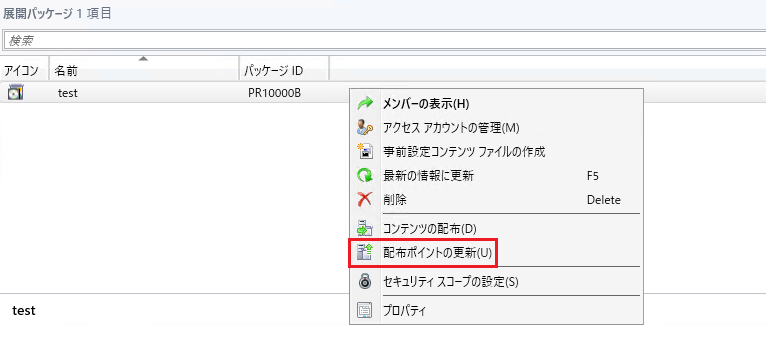 展開パッケージ 1 項目
検索
アイコン 名前 パッケージ ID
test PR10000B
メンバーの表示(H)
アクセス アカウントの管理(M)
事前設定コンテンツ ファイルの作成
最新の情報に更新 F5
削除 Delete
コンテンツの配布(D)
配布ポイントの更新(U)
セキュリティ スコープの設定(S)
プロパティ
test